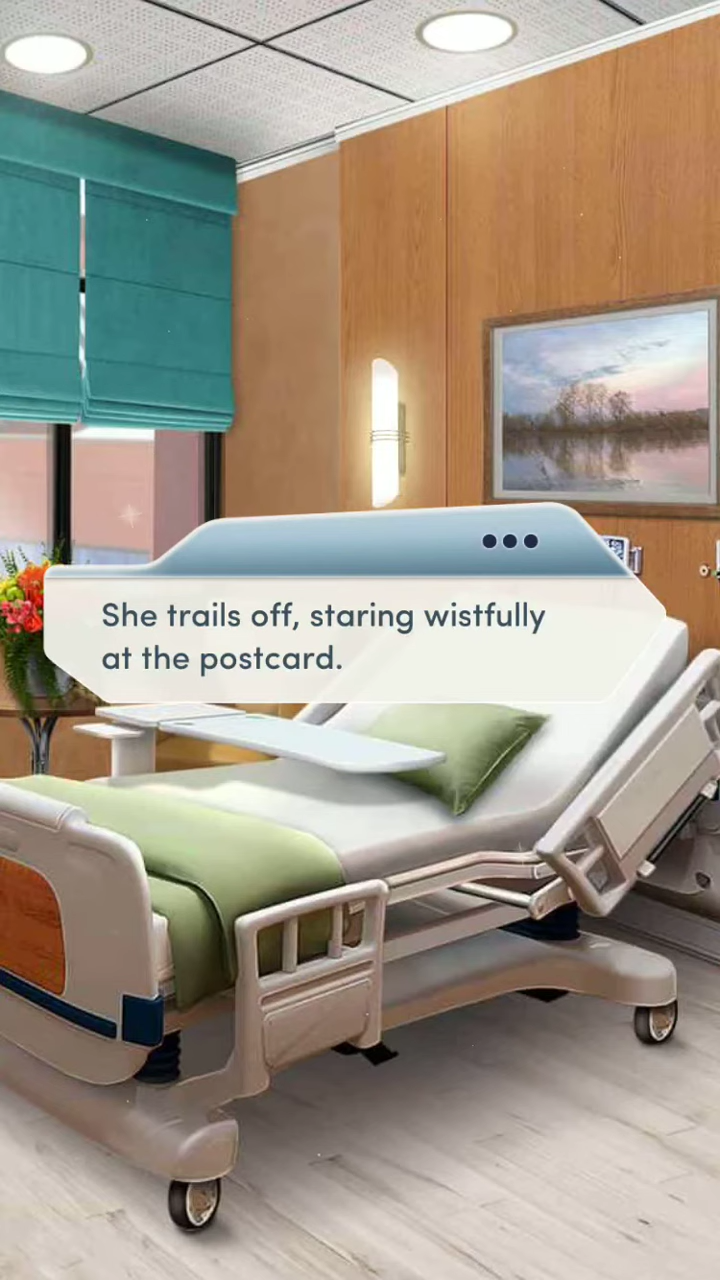 She trails off, staring wistfully
at the postcard.